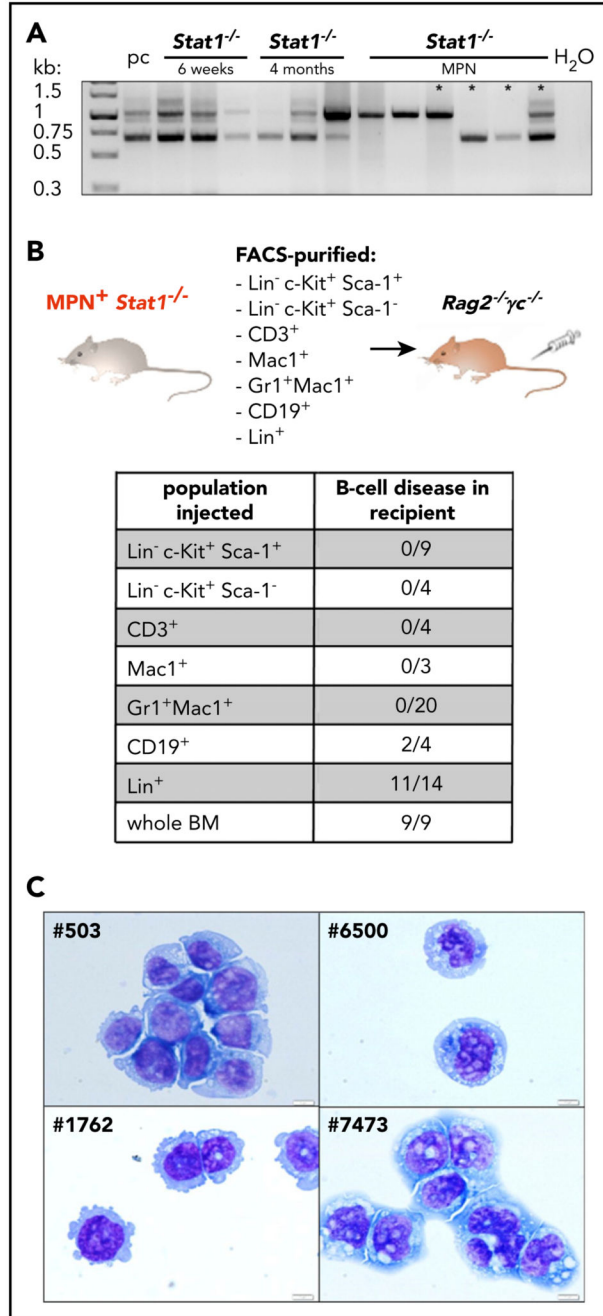 A
Stat1-/- Stat1-/- Stat1-/-
pc 6 weeks 4 months MPN H2O
kb:
* * * *
1.5
1
0.75
0.5
0.3
B
FACS-purified:
MPN+ Stat1-/-
- Lin- c-Kit+ Sca-1+
- Lin- c-Kit+ Sca-1-
- CD3+
- Mac1+
- Gr1+Mac1+
- CD19+
- Lin+
Rag2-/-γc-/-
population injected B-cell disease in recipient
Lin- c-Kit+ Sca-1+ 0/9
Lin- c-Kit+ Sca-1- 0/4
CD3+ 0/4
Mac1+ 0/3
Gr1+Mac1+ 0/20
CD19+ 2/4
Lin+ 11/14
whole BM 9/9
C
#503 #6500
#1762 #7473